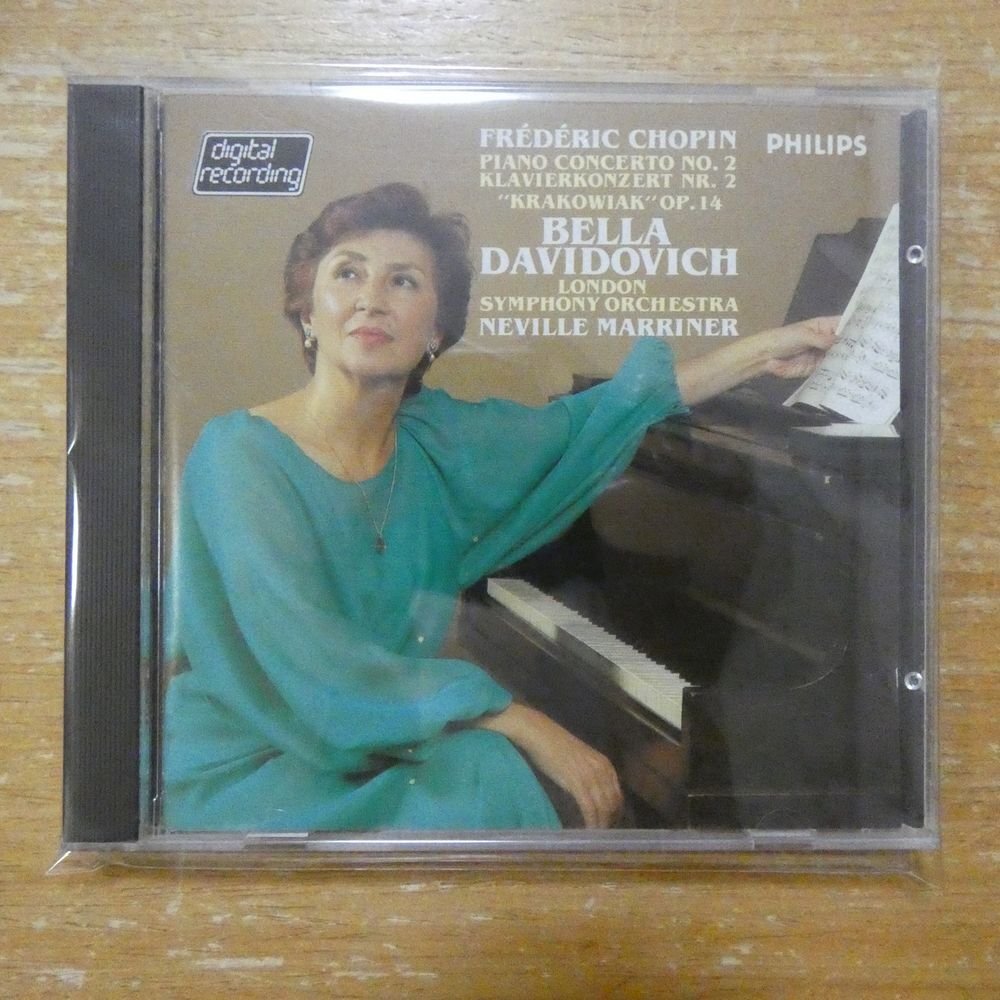 digital
recording
FRÉDÉRIC CHOPIN
PIANO CONCERTO NO. 2
KLAVIERKONZERT NR. 2
"KRAKOWIAK" OP. 14
BELLA
DAVIDOVICH
LONDON
SYMPHONY ORCHESTRA
NEVILLE MARRINER
PHILIPS